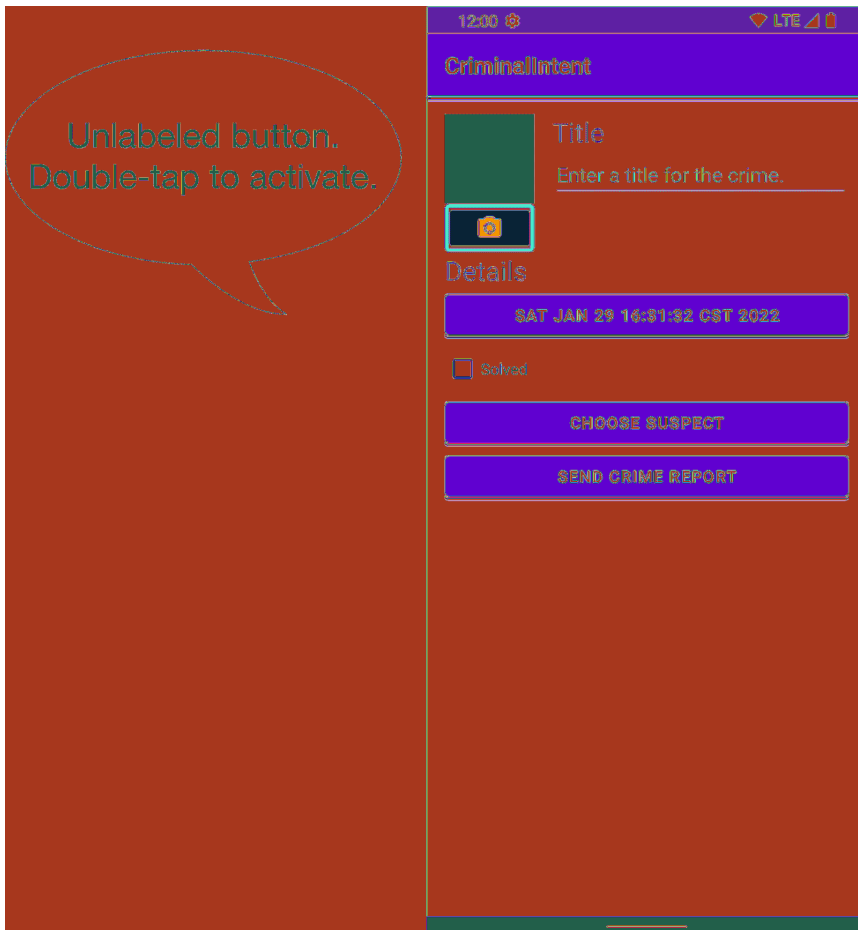 Unlabeled button.
Double-tap to activate.
12:00
LTE
CriminalIntent
Title
Enter a title for the crime.
Details
SAT JAN 29 16:31:32 CST 2022
Solved
CHOOSE SUSPECT
SEND CRIME REPORT